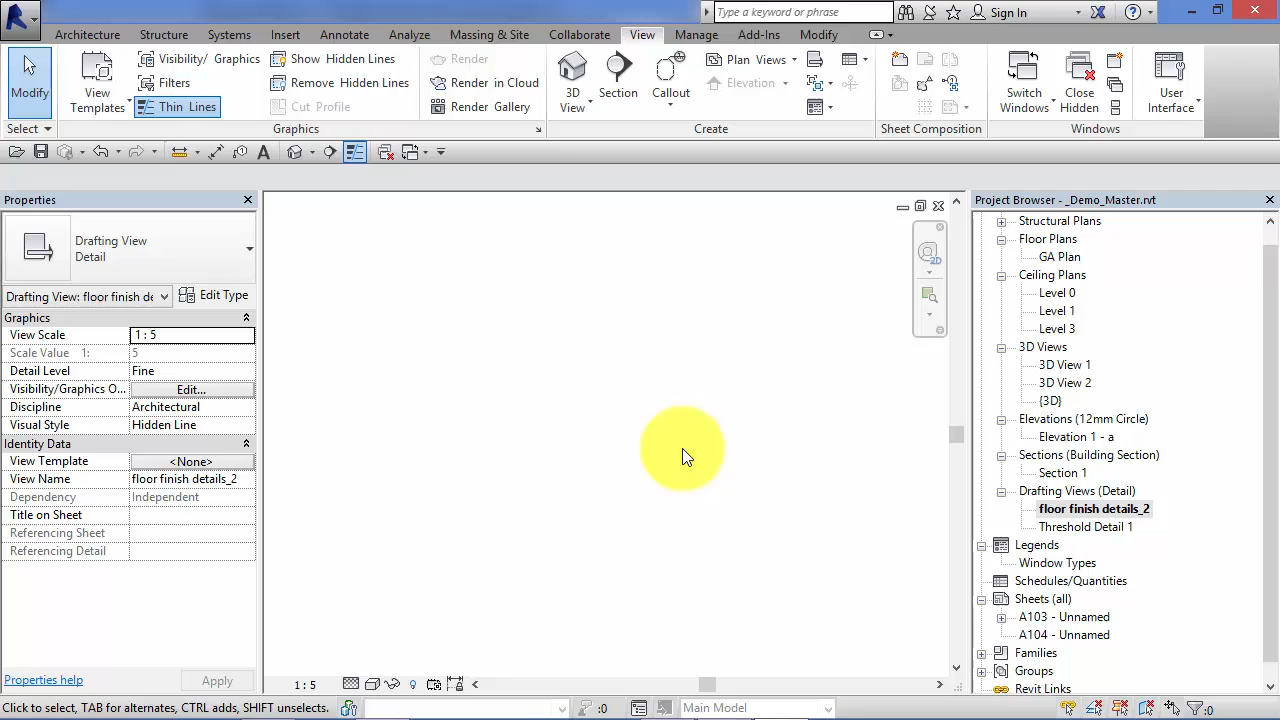 Type a keyword or phrase
Sign In
Architecture Structure Systems Insert Annotate Analyze Massing & Site Collaborate View Manage Add-Ins Modify
Modify
View Templates
Visibility/ Graphics
Filters
Thin Lines
Show Hidden Lines
Remove Hidden Lines
Cut Profile
Render
Render in Cloud
Render Gallery
3D View
Section
Callout
Plan Views
Elevation
Switch Windows
Close Hidden
User Interface
Select
Graphics
Create
Sheet Composition
Windows
Properties
Drafting View
Detail
Drafting View: floor finish de
Edit Type
Graphics
View Scale 1 : 5
Scale Value 1: 5
Detail Level Fine
Visibility/Graphics O... Edit...
Discipline Architectural
Visual Style Hidden Line
Identity Data
View Template <None>
View Name floor finish details_2
Dependency Independent
Title on Sheet
Referencing Sheet
Referencing Detail
Properties help
Apply
2D
1 : 5
Project Browser - _Demo_Master.rvt
Structural Plans
Floor Plans
GA Plan
Ceiling Plans
Level 0
Level 1
Level 3
3D Views
3D View 1
3D View 2
{3D}
Elevations (12mm Circle)
Elevation 1 - a
Sections (Building Section)
Section 1
Drafting Views (Detail)
floor finish details_2
Threshold Detail 1
Legends
Window Types
Schedules/Quantities
Sheets (all)
A103 - Unnamed
A104 - Unnamed
Families
Groups
Revit Links
Click to select, TAB for alternates, CTRL adds, SHIFT unselects.
:0
Main Model
:0